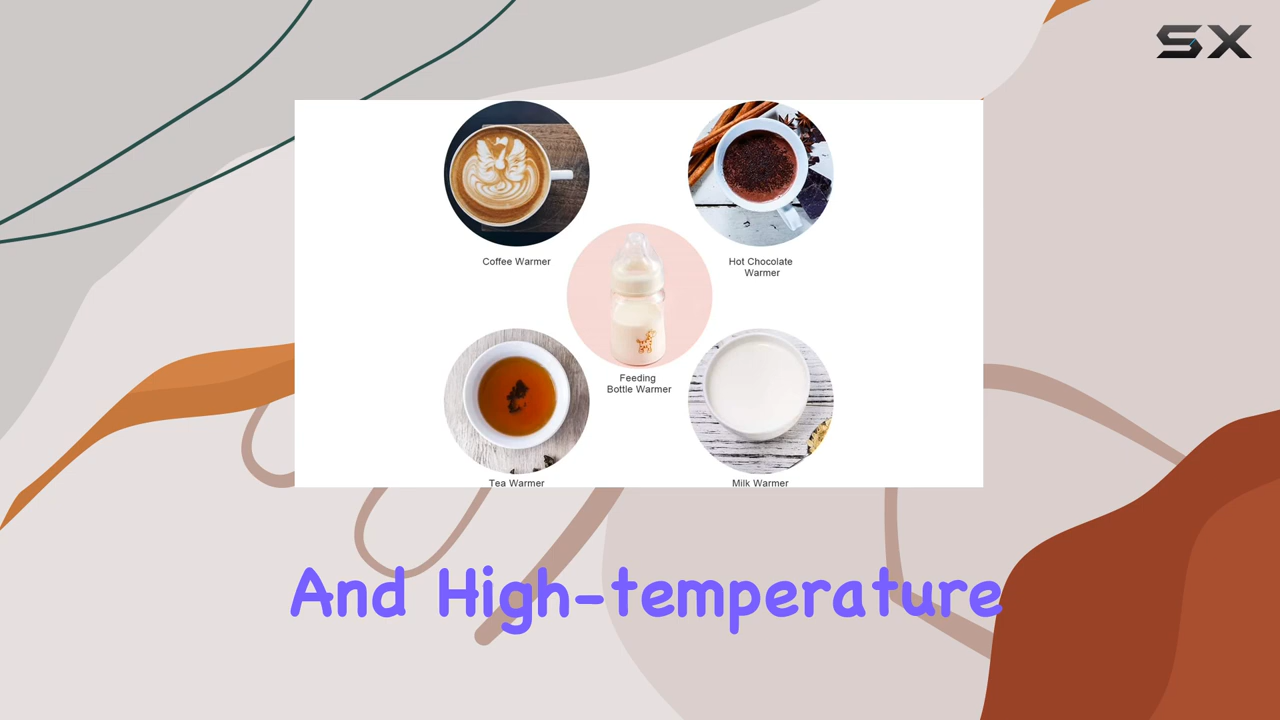 SX
Coffee Warmer
Hot Chocolate
Warmer
Feeding
Bottle Warmer
Tea Warmer
Milk Warmer
And High-temperature